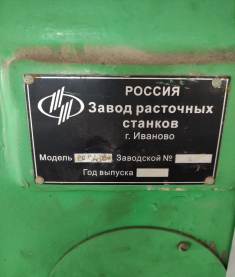 РОССИЯ
Завод расточных
станков
г. Иваново
Модель Заводской №
Год выпуска